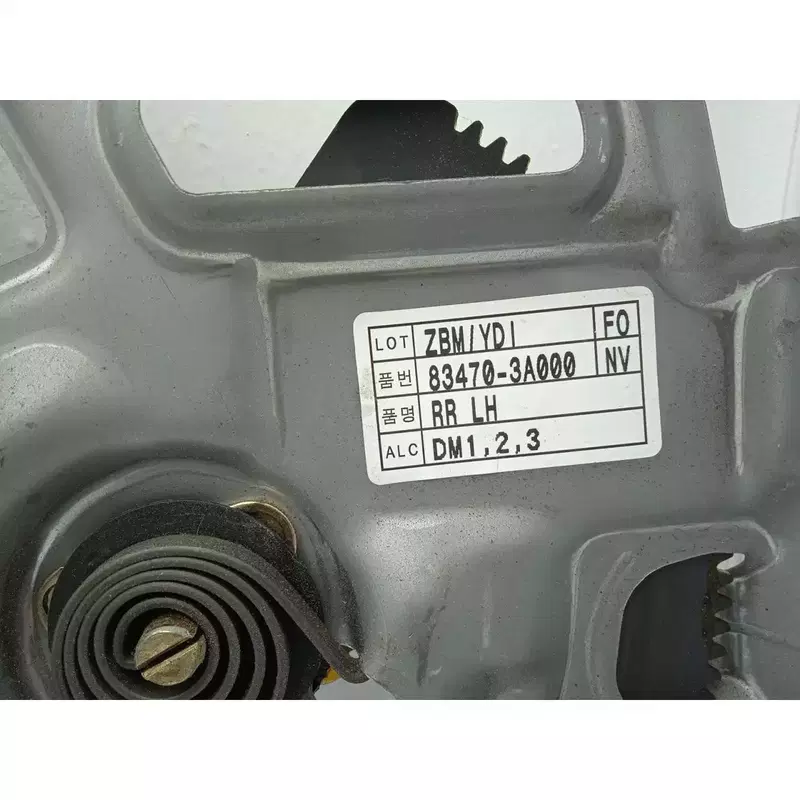 LOT ZBM/YDI FO
품번 83470-3A000 NV
품명 RR LH
ALC DM1,2,3